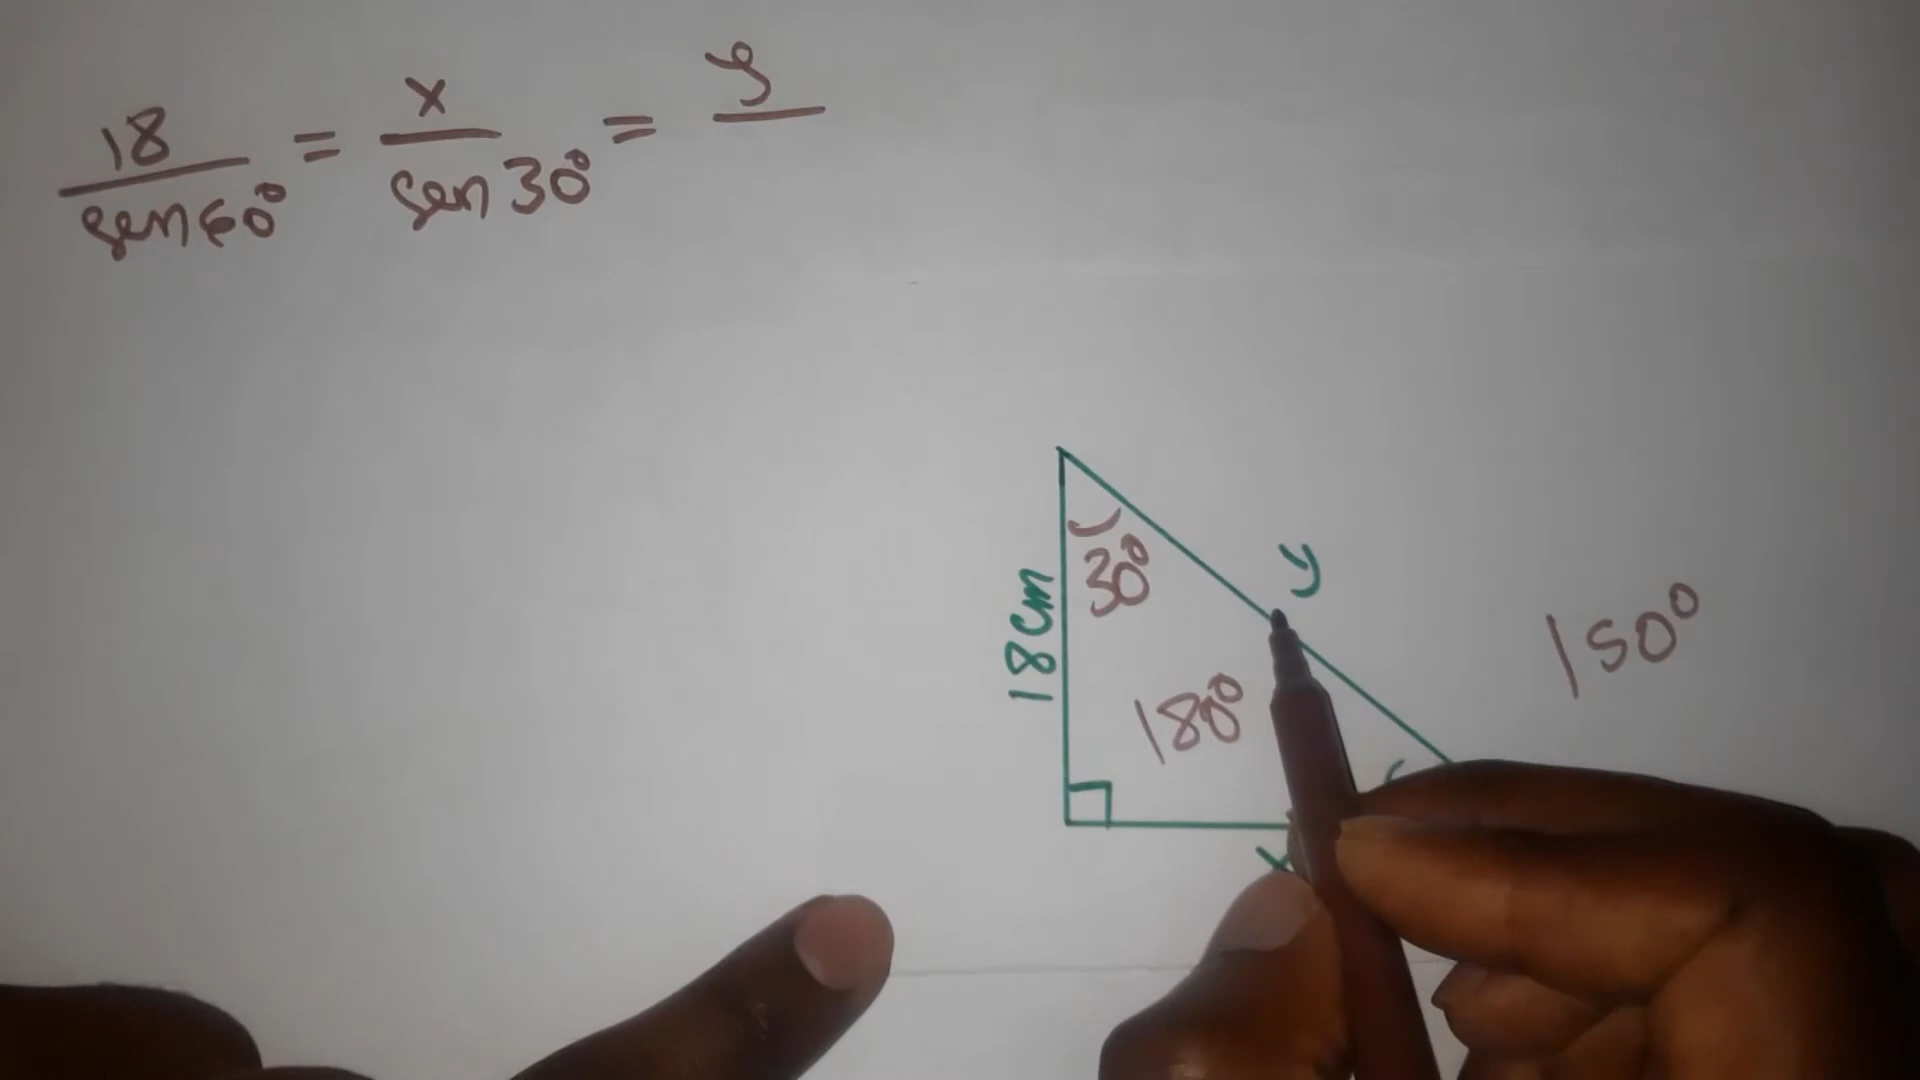 18/sen60° = x/sen30° = y/
30°
y
18cm
150°
180°
x